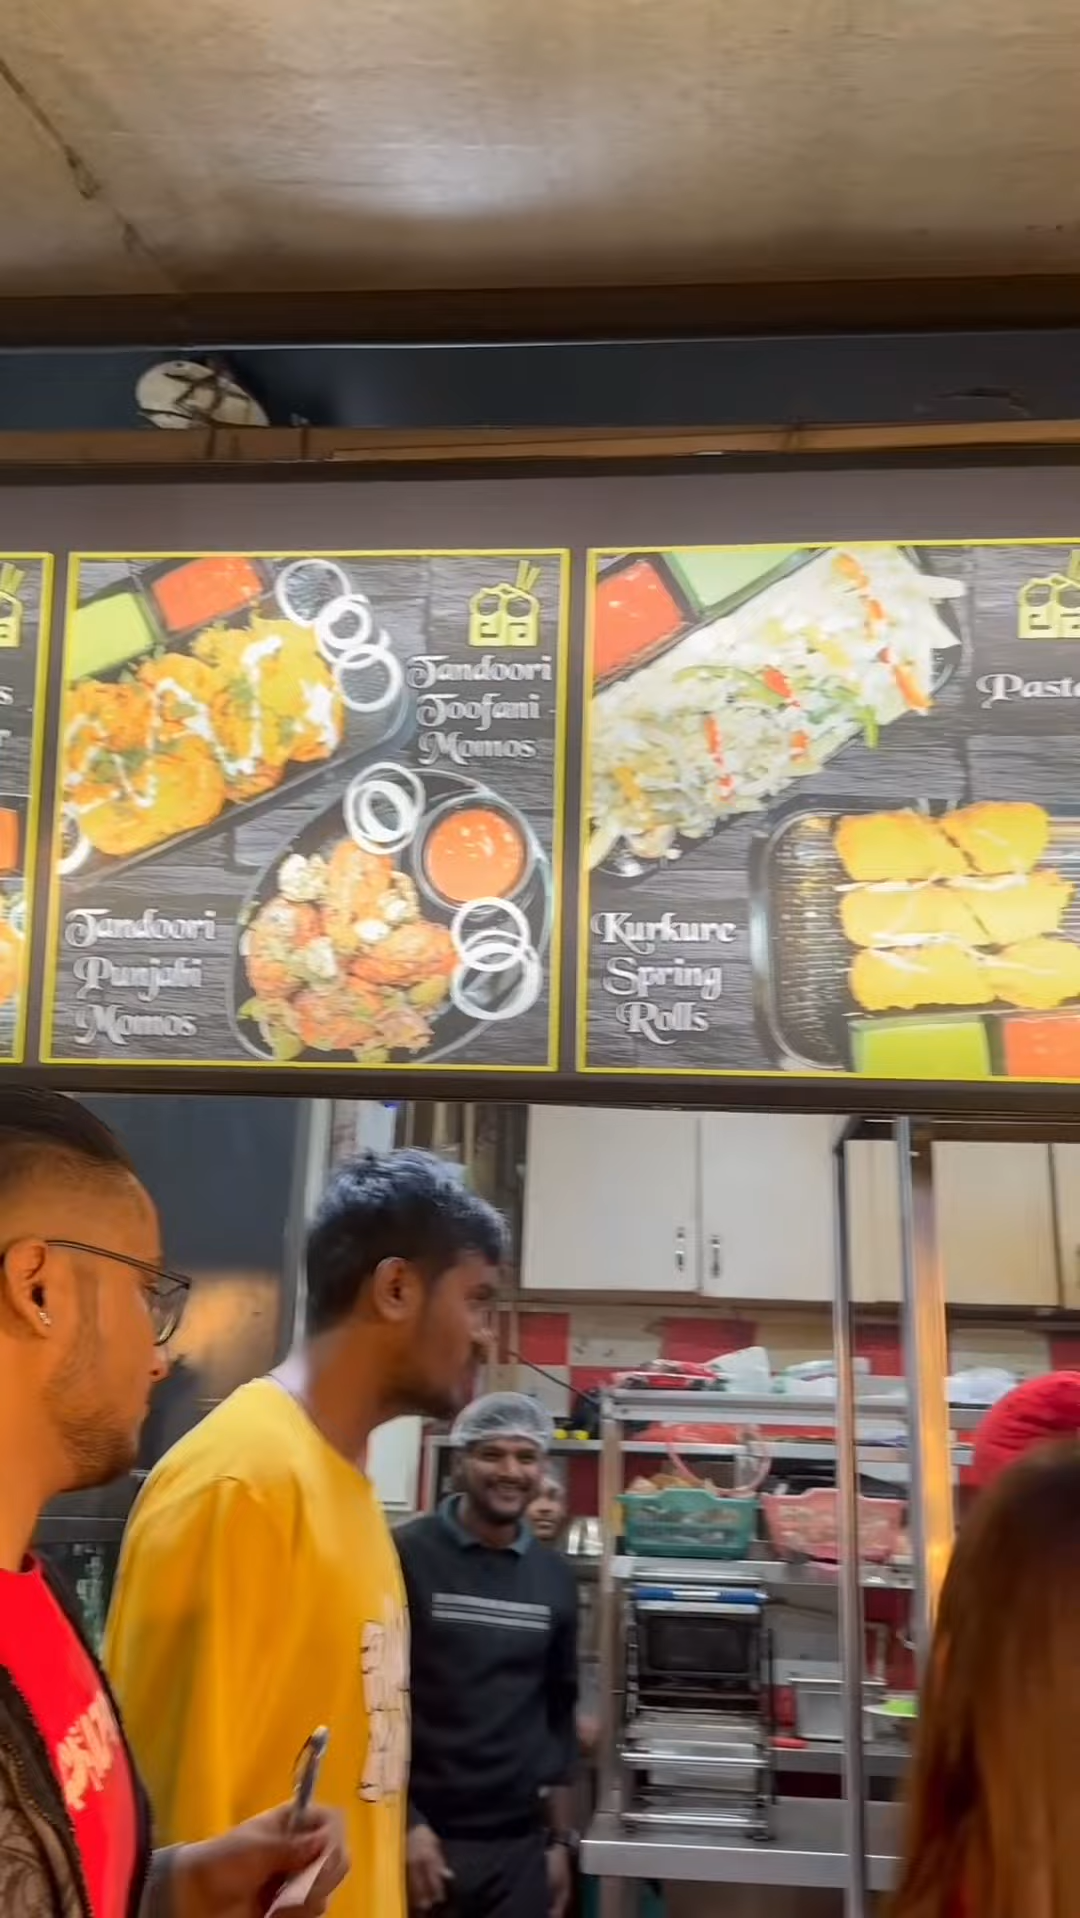 Tandoori
Toofani
Momos
Tandoori
Punjabi
Momos
Kurkure
Spring
Rolls